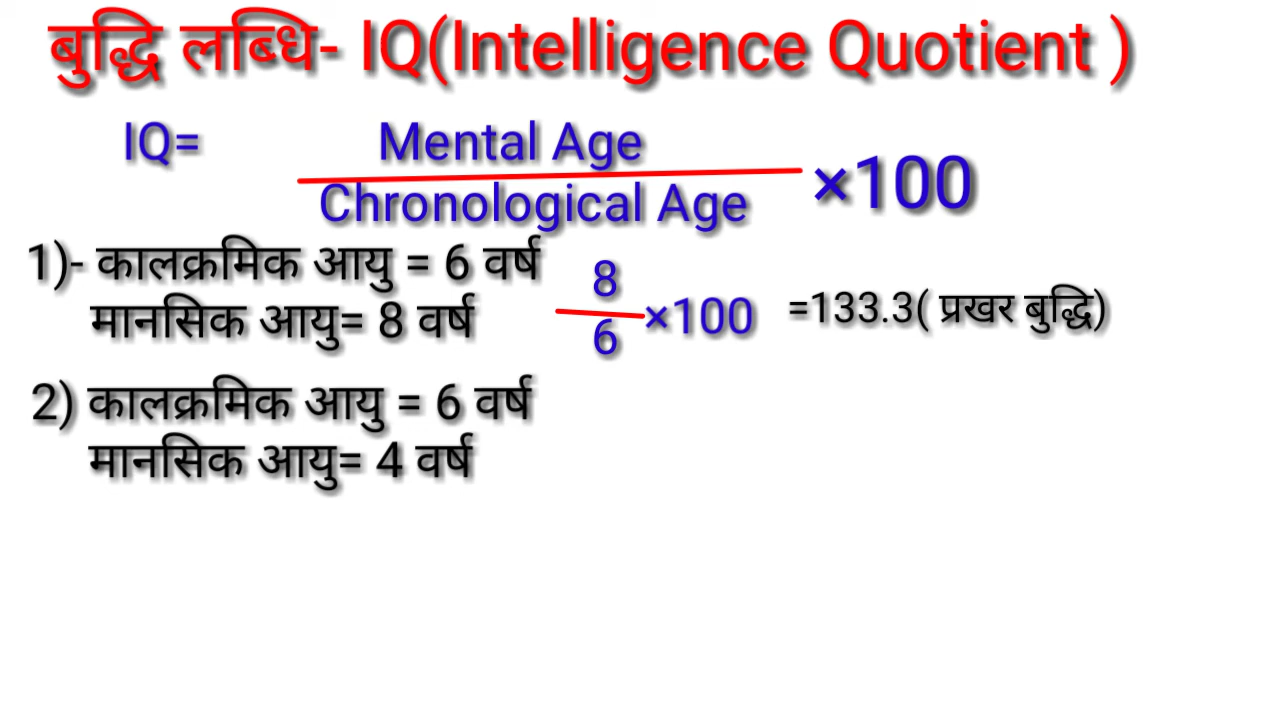 बुद्धि लब्धि- IQ(Intelligence Quotient )
IQ= Mental Age
Chronological Age ×100
1)- कालक्रमिक आयु = 6 वर्ष
मानसिक आयु= 8 वर्ष
8
6 ×100 =133.3( प्रखर बुद्धि)
2) कालक्रमिक आयु = 6 वर्ष
मानसिक आयु= 4 वर्ष